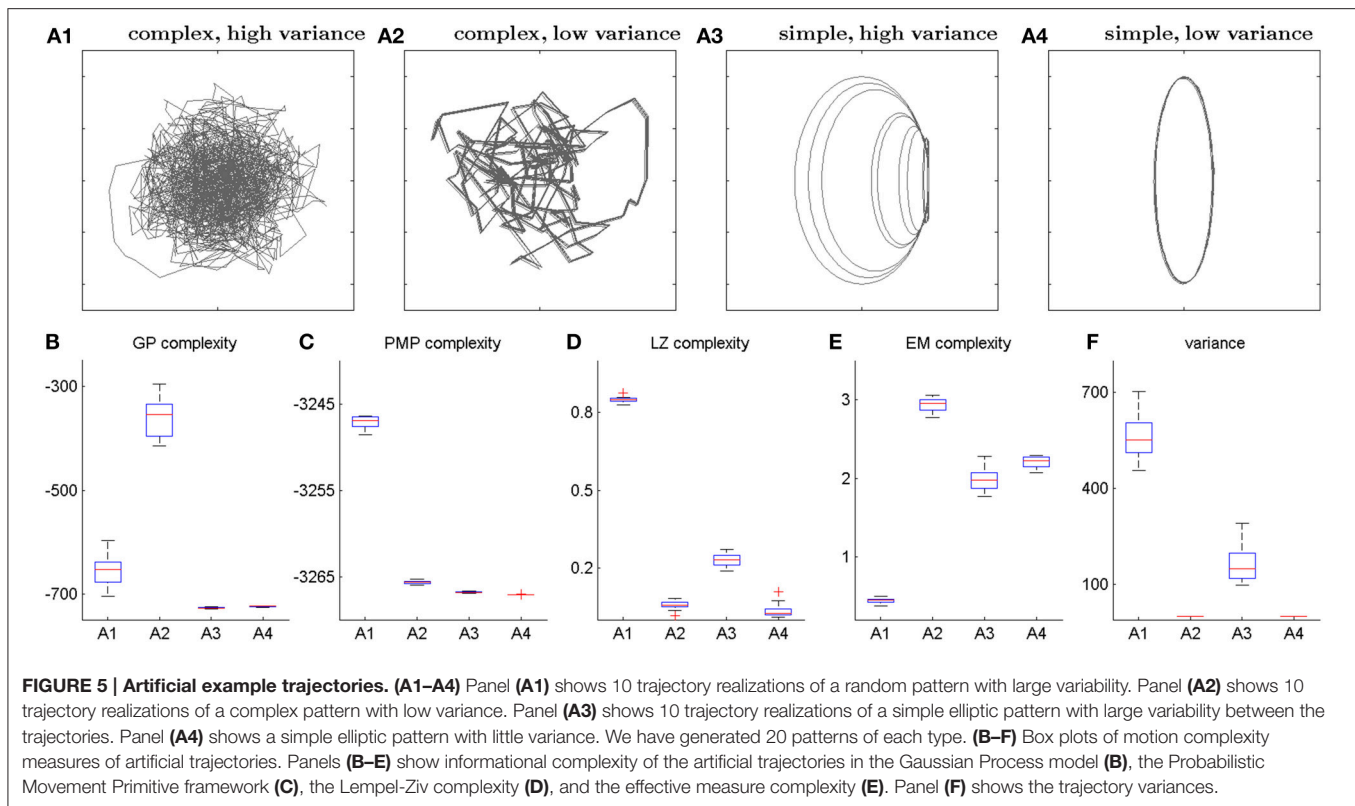 A1 complex, high variance A2 complex, low variance A3 simple, high variance A4 simple, low variance
B GP complexity C PMP complexity D LZ complexity E EM complexity F variance
-300
-500
-700
A1 A2 A3 A4
-3245
-3255
-3265
A1 A2 A3 A4
0.8
0.5
0.2
A1 A2 A3 A4
3
2
1
A1 A2 A3 A4
700
400
100
A1 A2 A3 A4
FIGURE 5 | Artificial example trajectories. (A1–A4) Panel (A1) shows 10 trajectory realizations of a random pattern with large variability. Panel (A2) shows 10
trajectory realizations of a complex pattern with low variance. Panel (A3) shows 10 trajectory realizations of a simple elliptic pattern with large variability between the
trajectories. Panel (A4) shows a simple elliptic pattern with little variance. We have generated 20 patterns of each type. (B–F) Box plots of motion complexity
measures of artificial trajectories. Panels (B–E) show informational complexity of the artificial trajectories in the Gaussian Process model (B), the Probabilistic
Movement Primitive framework (C), the Lempel-Ziv complexity (D), and the effective measure complexity (E). Panel (F) shows the trajectory variances.